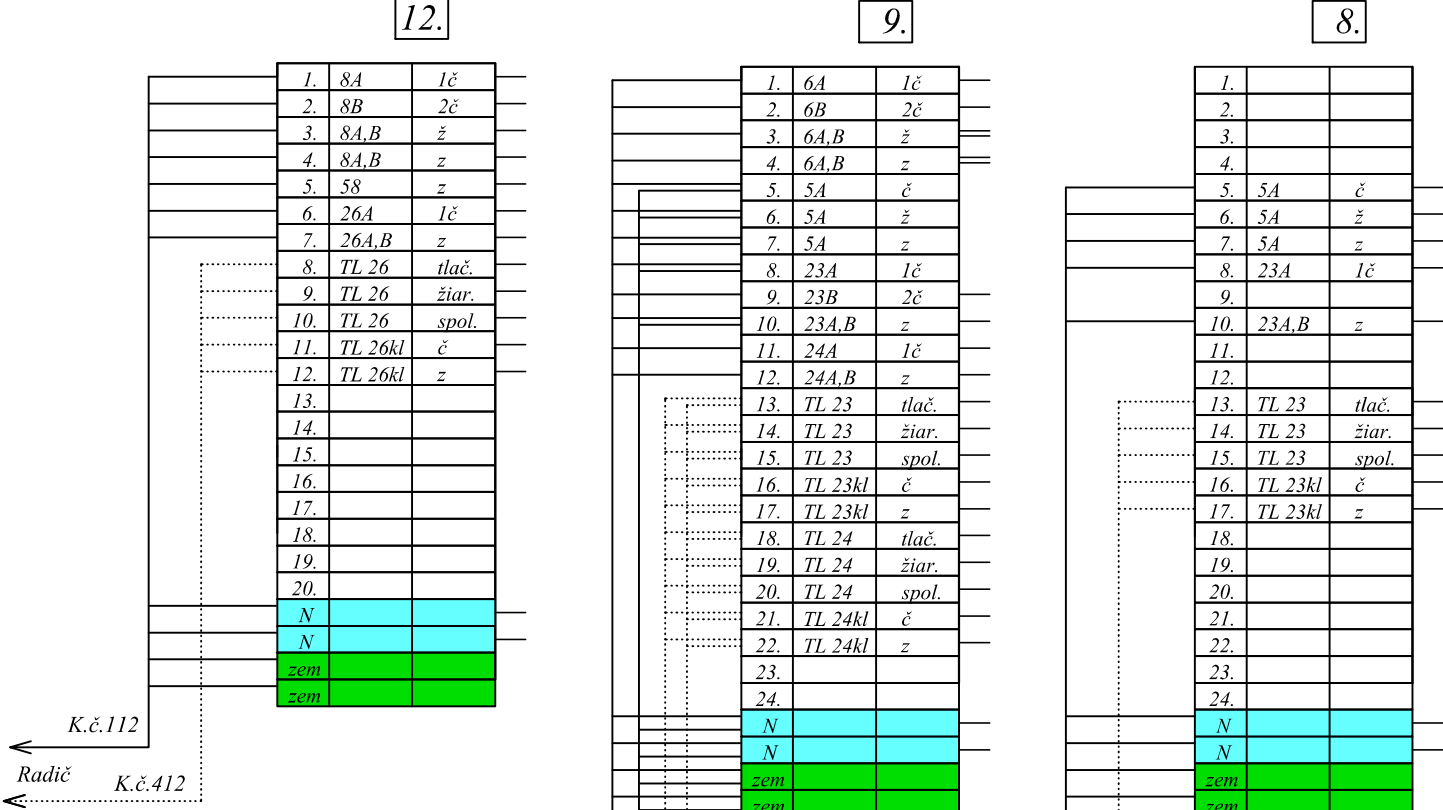 12.
1. 8A 1č
2. 8B 2č
3. 8A,B ž
4. 8A,B z
5. 58 z
6. 26A 1č
7. 26A,B z
8. TL 26 tlač.
9. TL 26 žiar.
10. TL 26 spol.
11. TL 26kl č
12. TL 26kl z
13.
14.
15.
16.
17.
18.
19.
20.
N
N
zem
zem
K.č.112
Radič
K.č.412
9.
1. 6A 1č
2. 6B 2č
3. 6A,B ž
4. 6A,B z
5. 5A č
6. 5A ž
7. 5A z
8. 23A 1č
9. 23B 2č
10. 23A,B z
11. 24A 1č
12. 24A,B z
13. TL 23 tlač.
14. TL 23 žiar.
15. TL 23 spol.
16. TL 23kl č
17. TL 23kl z
18. TL 24 tlač.
19. TL 24 žiar.
20. TL 24 spol.
21. TL 24kl č
22. TL 24kl z
23.
24.
N
N
zem
zem
8.
1.
2.
3.
4.
5. 5A č
6. 5A ž
7. 5A z
8. 23A 1č
9.
10. 23A,B z
11.
12.
13. TL 23 tlač.
14. TL 23 žiar.
15. TL 23 spol.
16. TL 23kl č
17. TL 23kl z
18.
19.
20.
21.
22.
23.
24.
N
N
zem
zem